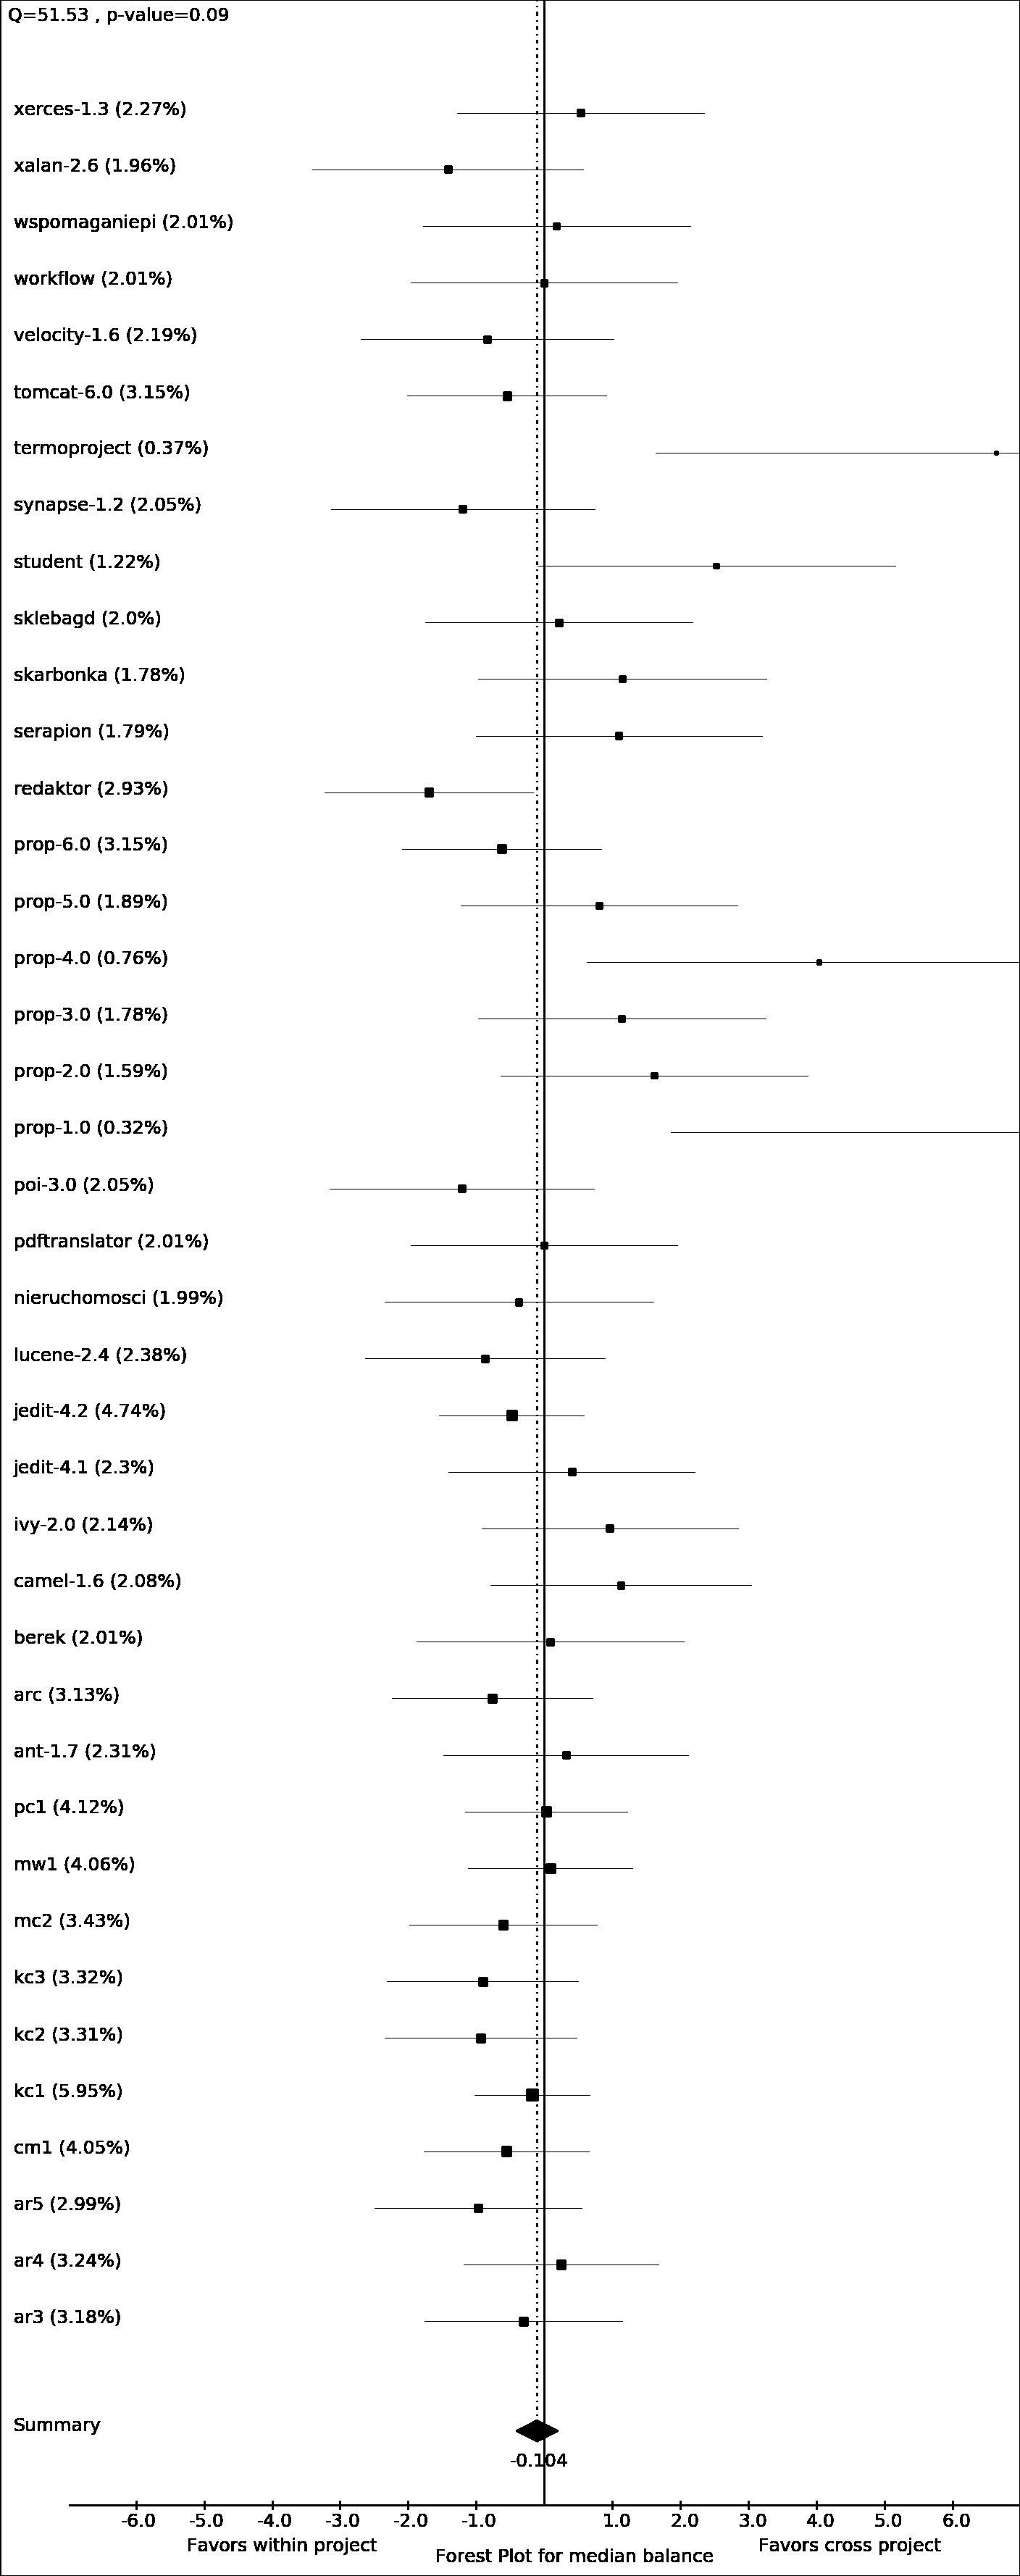 Q=51.53 , p-value=0.09
xerces-1.3 (2.27%)
xalan-2.6 (1.96%)
wspomaganiepi (2.01%)
workflow (2.01%)
velocity-1.6 (2.19%)
tomcat-6.0 (3.15%)
termoproject (0.37%)
synapse-1.2 (2.05%)
student (1.22%)
sklebagd (2.0%)
skarbonka (1.78%)
serapion (1.79%)
redaktor (2.93%)
prop-6.0 (3.15%)
prop-5.0 (1.89%)
prop-4.0 (0.76%)
prop-3.0 (1.78%)
prop-2.0 (1.59%)
prop-1.0 (0.32%)
poi-3.0 (2.05%)
pdftranslator (2.01%)
nieruchomosci (1.99%)
lucene-2.4 (2.38%)
jedit-4.2 (4.74%)
jedit-4.1 (2.3%)
ivy-2.0 (2.14%)
camel-1.6 (2.08%)
berek (2.01%)
arc (3.13%)
ant-1.7 (2.31%)
pc1 (4.12%)
mw1 (4.06%)
mc2 (3.43%)
kc3 (3.32%)
kc2 (3.31%)
kc1 (5.95%)
cm1 (4.05%)
ar5 (2.99%)
ar4 (3.24%)
ar3 (3.18%)
Summary
-0.104
-6.0 -5.0 -4.0 -3.0 -2.0 -1.0 1.0 2.0 3.0 4.0 5.0 6.0
Favors within project Favors cross project
Forest Plot for median balance